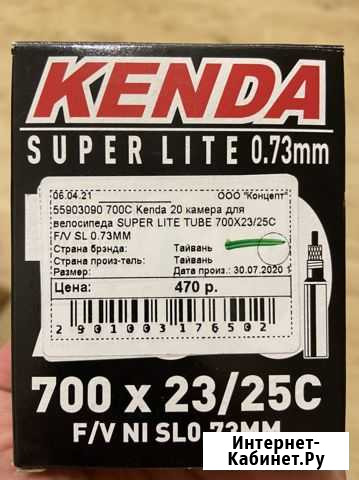 KENDA
SUPER LITE 0.73mm
06.04.21 ООО "Концепт"
55903090 700C Kenda 20 камера для
велосипеда SUPER LITE TUBE 700X23/25C
F/V SL 0.73MM
Страна брэнда: Тайвань
Страна произ-тель: Тайвань
Размер: Дата произ.: 30.07.2020 1
Цена: 470 р.
2901003176502
700 x 23/25C
F/V NI SL0.73MM
Интернет-
Кабинет.Ру